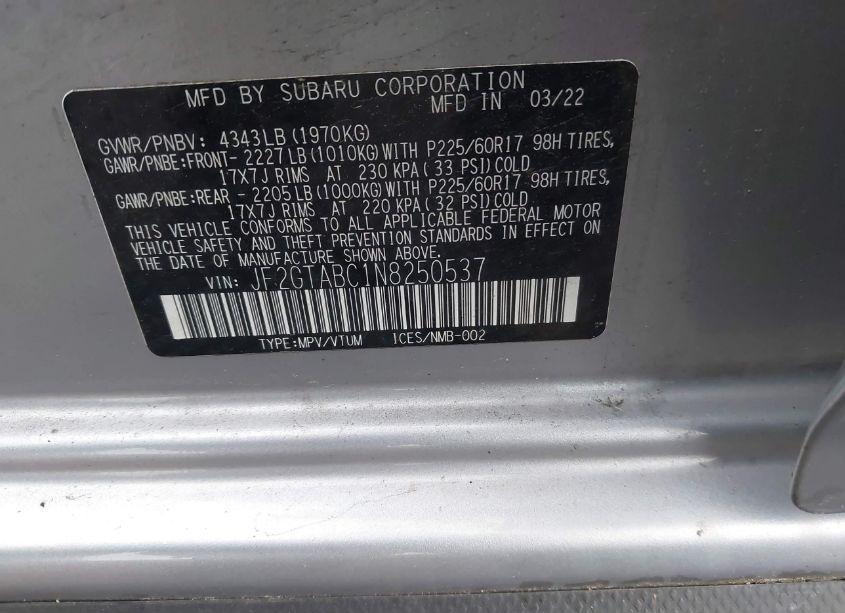 MFD BY SUBARU CORPORATION
MFD IN 03/22
GVWR/PNBV: 4343LB(1970KG)
GAWR/PNBE:FRONT- 2227LB(1010KG)WITH P225/60R17 98H TIRES,
17X7J RIMS AT 230 KPA(33 PSI)COLD
GAWR/PNBE:REAR - 2205LB(1000KG)WITH P225/60R17 98H TIRES,
17X7J RIMS AT 220 KPA(32 PSI)COLD
THIS VEHICLE CONFORMS TO ALL APPLICABLE FEDERAL MOTOR
VEHICLE SAFETY AND THEFT PREVENTION STANDARDS IN EFFECT ON
THE DATE OF MANUFACTURE SHOWN ABOVE.
VIN: JF2GTABC1N8250537
TYPE:MPV/VTUM ICES/NMB-002